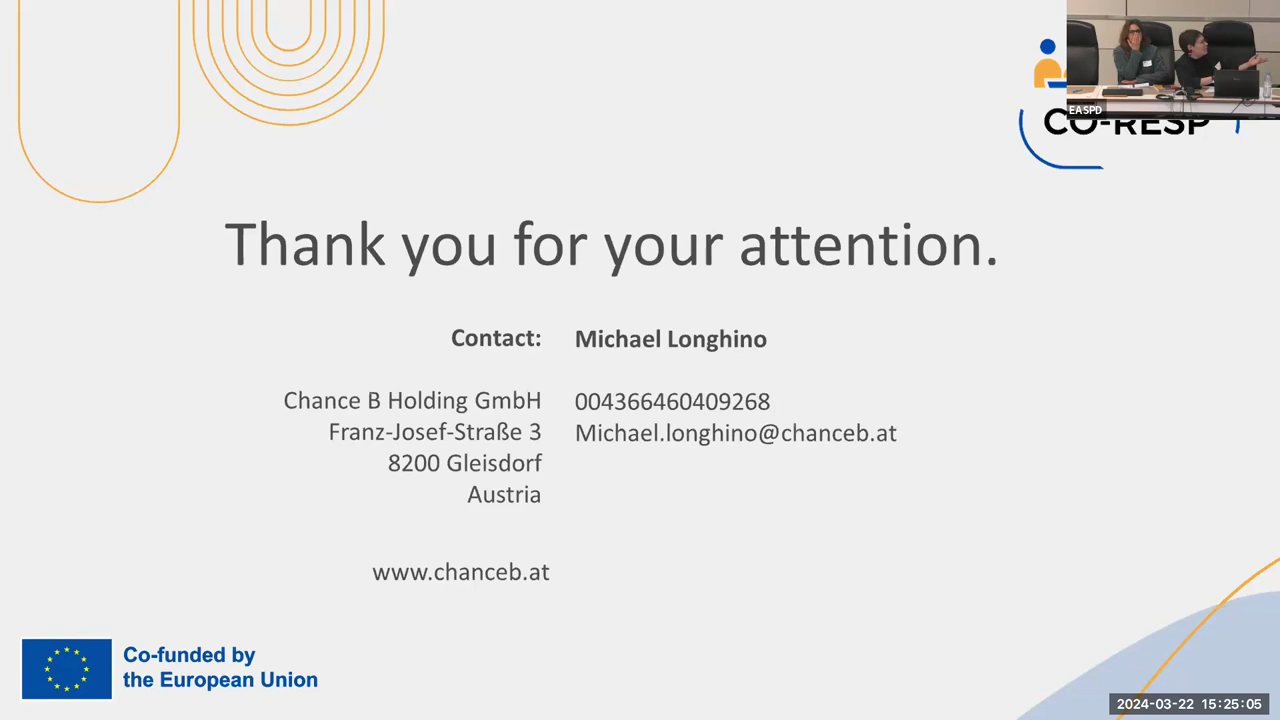 EASPD
CO-RESP
Thank you for your attention.
Contact:
Michael Longhino
Chance B Holding GmbH
Franz-Josef-Straße 3
8200 Gleisdorf
Austria
004366460409268
Michael.longhino@chanceb.at
www.chanceb.at
Co-funded by
the European Union
2024-03-22 15:25:05